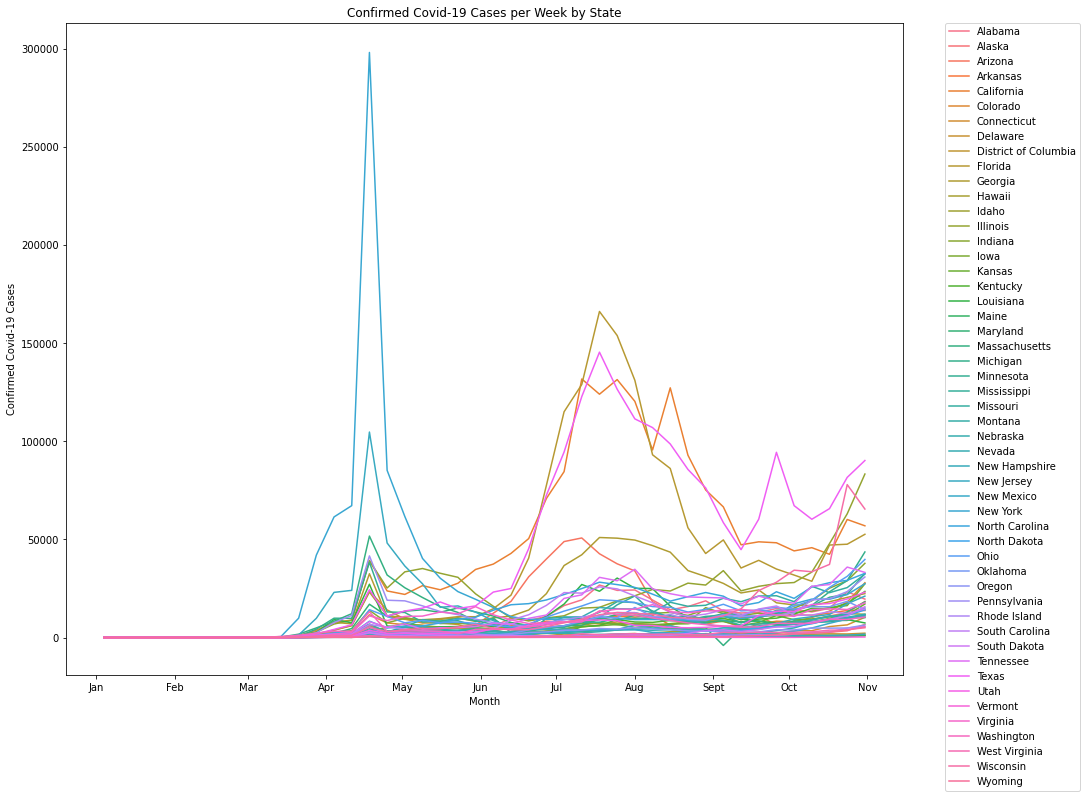 Confirmed Covid-19 Cases per Week by State
Confirmed Covid-19 Cases
300000
250000
200000
150000
100000
50000
0
Jan
Feb
Mar
Apr
May
Jun
Jul
Aug
Sept
Oct
Nov
Month
Alabama
Alaska
Arizona
Arkansas
California
Colorado
Connecticut
Delaware
District of Columbia
Florida
Georgia
Hawaii
Idaho
Illinois
Indiana
Iowa
Kansas
Kentucky
Louisiana
Maine
Maryland
Massachusetts
Michigan
Minnesota
Mississippi
Missouri
Montana
Nebraska
Nevada
New Hampshire
New Jersey
New Mexico
New York
North Carolina
North Dakota
Ohio
Oklahoma
Oregon
Pennsylvania
Rhode Island
South Carolina
South Dakota
Tennessee
Texas
Utah
Vermont
Virginia
Washington
West Virginia
Wisconsin
Wyoming